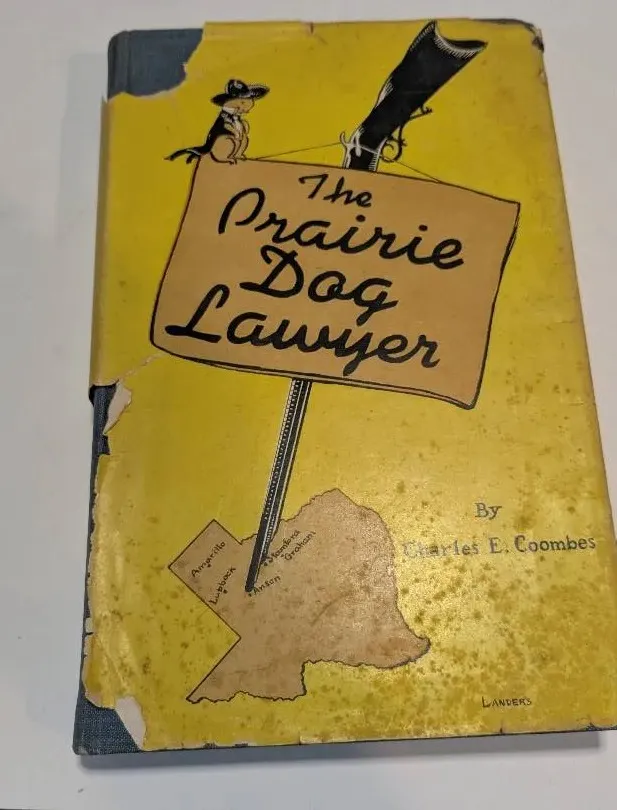 The
Prairie
Dog
Lawyer
Amarillo
Lubbock
Anson
Stamford
Graham
By
Charles E. Coombes
LANDERS